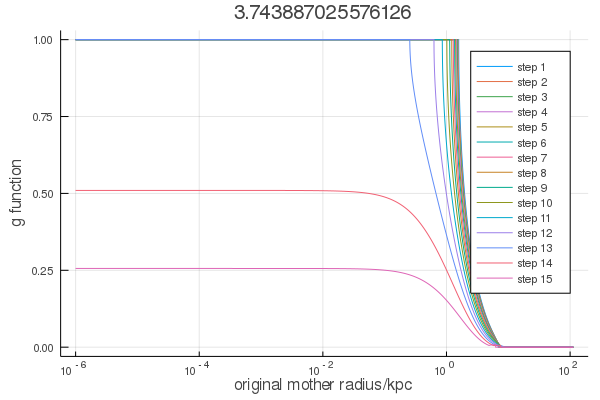 3.743887025576126
g function
1.00
0.75
0.50
0.25
0.00
step 1
step 2
step 3
step 4
step 5
step 6
step 7
step 8
step 9
step 10
step 11
step 12
step 13
step 14
step 15
10^-6 10^-4 10^-2 10^0 10^2
original mother radius/kpc